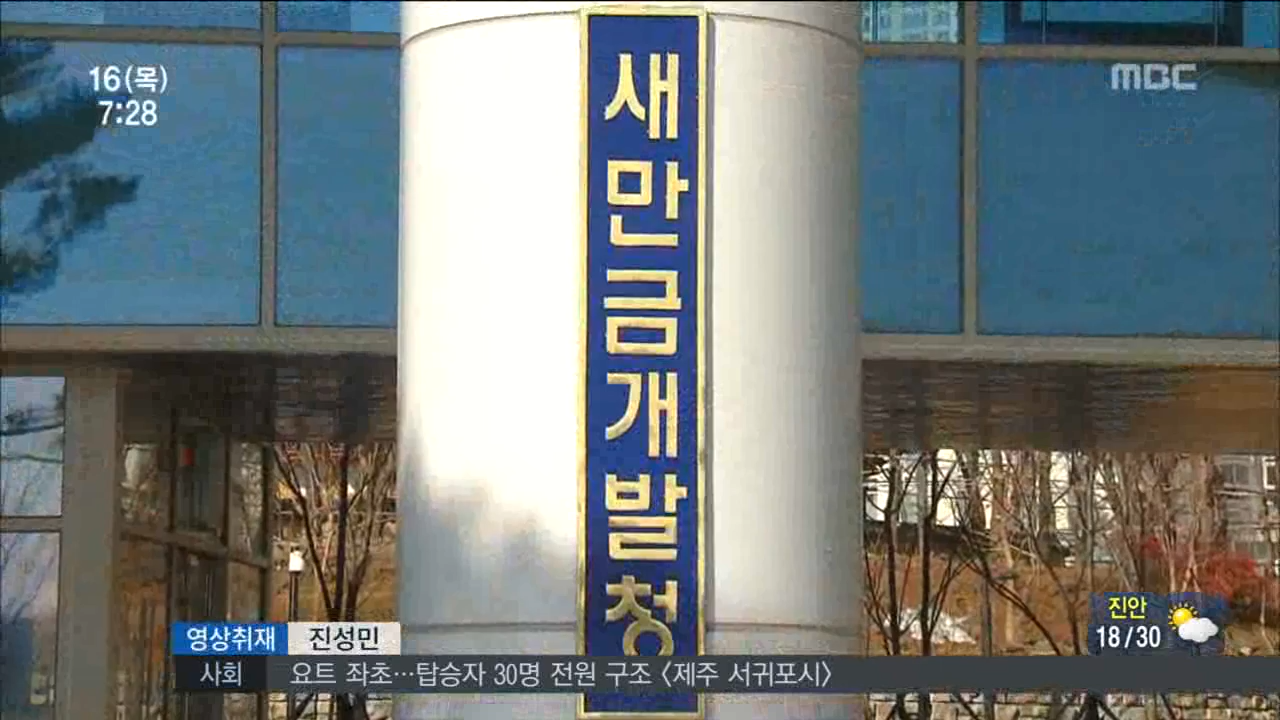 16(목)
7:28
MBC
새만금개발청
진안
18/30
영상취재 진성민
사회 요트 좌초…탑승자 30명 전원 구조 <제주 서귀포시>